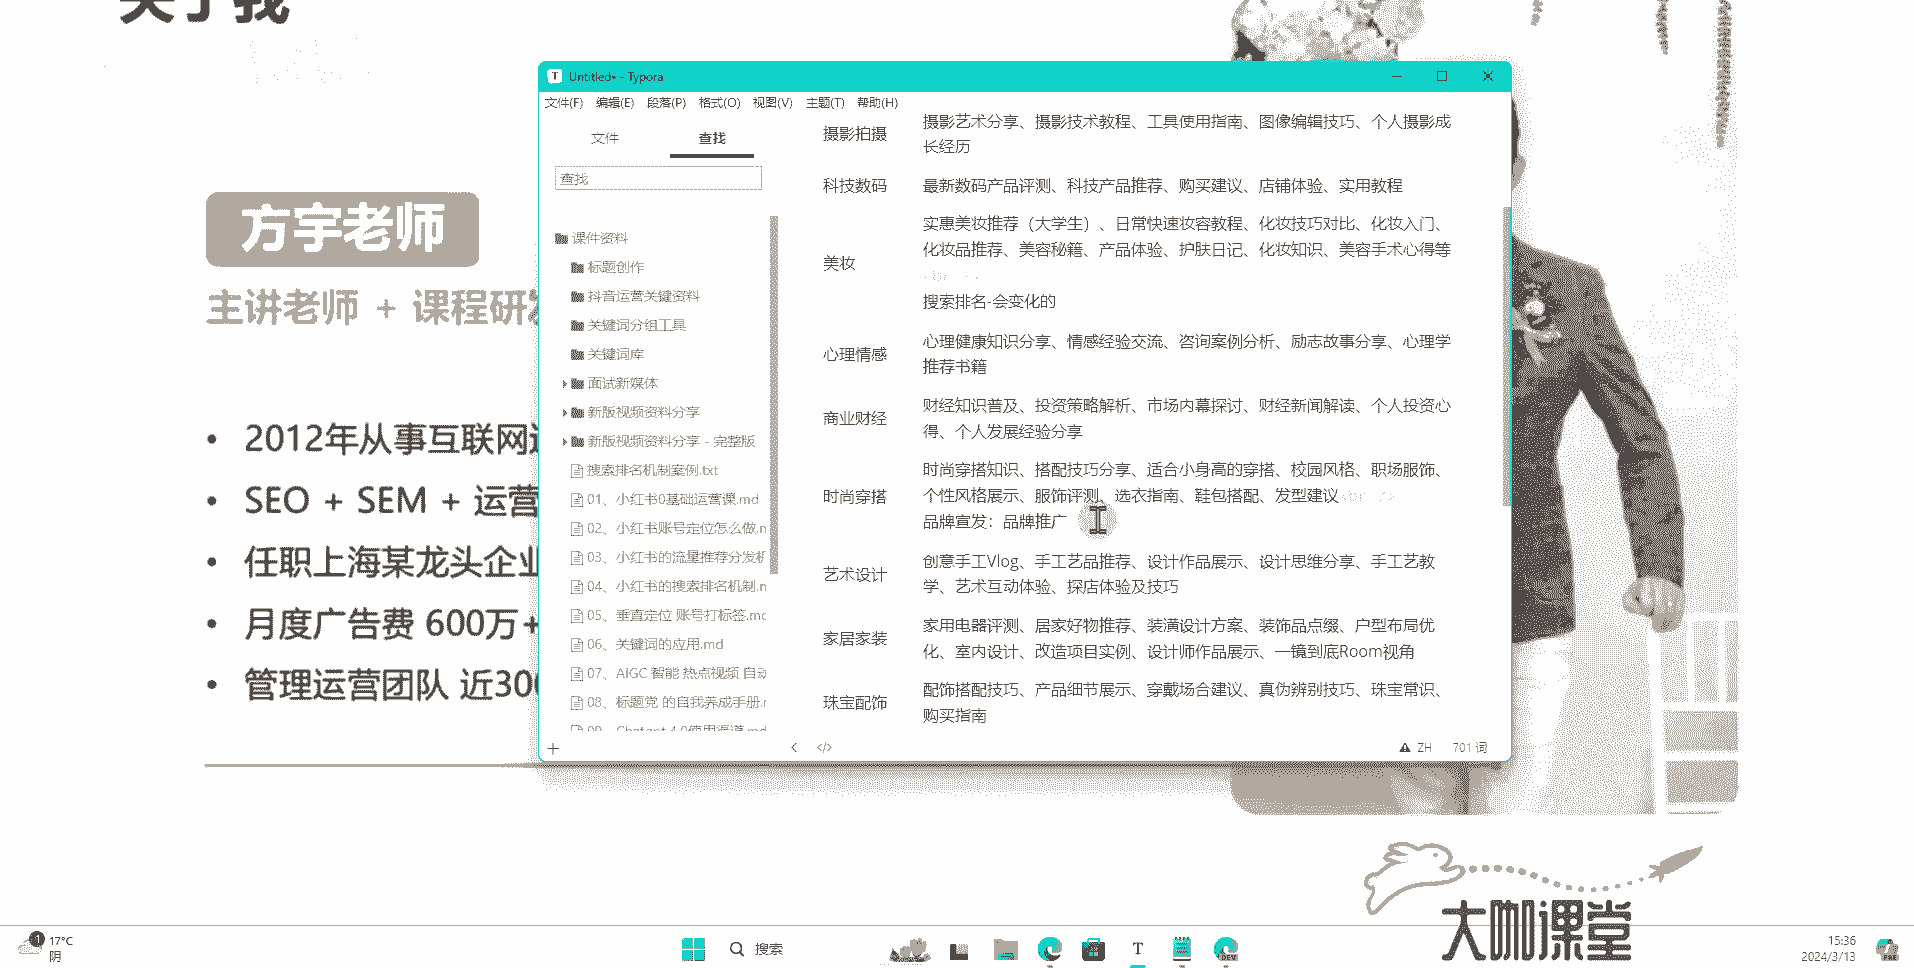 关于我
方宇老师
主讲老师 + 课程研发
• 2012年从事互联网
• SEO + SEM + 运营
• 任职上海某龙头企业
• 月度广告费 600万+
• 管理运营团队 近300
Untitled• - Typora
文件(F) 编辑(E) 段落(P) 格式(O) 视图(V) 主题(T) 帮助(H)
文件 查找
查找
课件资料
标题创作
抖音运营关键资料
关键词分组工具
关键词库
面试新媒体
新版视频资料分享
新版视频资料分享 - 完整版
搜索排名机制案例.txt
01、小红书0基础运营课.md
02、小红书账号定位怎么做.
03、小红书的流量推荐分发机
04、小红书的搜索排名机制.
05、垂直定位 账号打标签.md
06、关键词的应用.md
07、AIGC 智能 热点视频 自动
08、标题党 的自我养成手册.
09、Chatgpt 4.0使用渠道.md
摄影拍摄
摄影艺术分享、摄影技术教程、工具使用指南、图像编辑技巧、个人摄影成
长经历
科技数码
最新数码产品评测、科技产品推荐、购买建议、店铺体验、实用教程
美妆
实惠美妆推荐（大学生）、日常快速妆容教程、化妆技巧对比、化妆入门、
化妆品推荐、美容秘籍、产品体验、护肤日记、化妆知识、美容手术心得等
搜索排名-会变化的
心理情感
心理健康知识分享、情感经验交流、咨询案例分析、励志故事分享、心理学
推荐书籍
商业财经
财经知识普及、投资策略解析、市场内幕探讨、财经新闻解读、个人投资心
得、个人发展经验分享
时尚穿搭
时尚穿搭知识、搭配技巧分享、适合小身高的穿搭、校园风格、职场服饰、
个性风格展示、服饰评测、选衣指南、鞋包搭配、发型建议
品牌宣发：品牌推广
艺术设计
创意手工Vlog、手工艺品推荐、设计作品展示、设计思维分享、手工艺教
学、艺术互动体验、探店体验及技巧
家居家装
家用电器评测、居家好物推荐、装潢设计方案、装饰品点缀、户型布局优
化、室内设计、改造项目实例、设计师作品展示、一镜到底Room视角
珠宝配饰
配饰搭配技巧、产品细节展示、穿戴场合建议、真伪辨别技巧、珠宝常识、
购买指南
ZH 701 词
大咖课堂
1 17°C
阴
搜索
DEV
15:36
2024/3/13
PRE